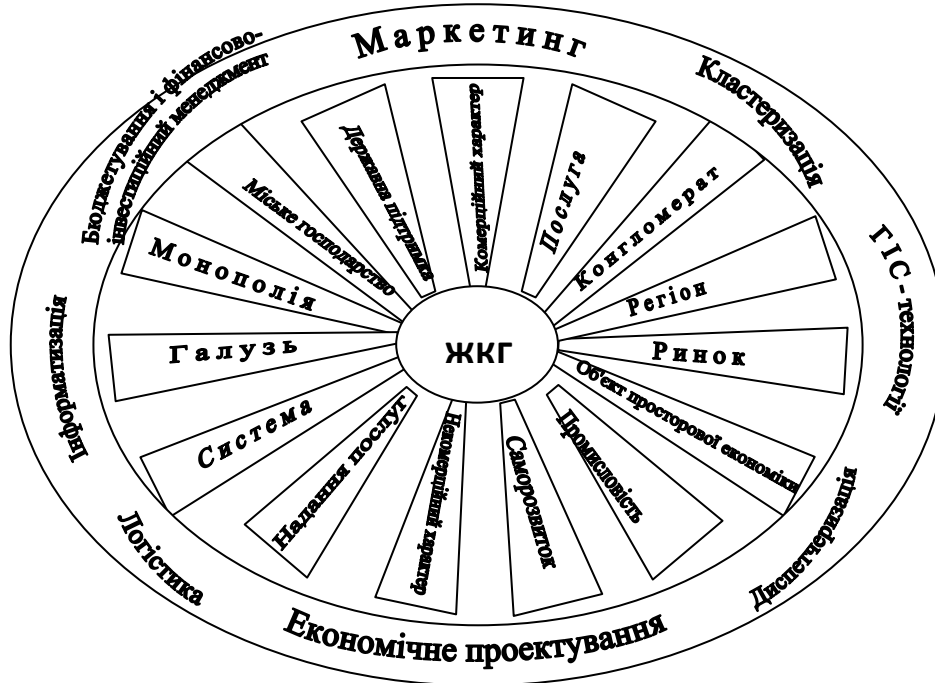 Маркетинг
Кластеризація
ГІС - технології
Диспетчеризація
Економічне проектування
Логістика
Інформатизація
Бюджетування і фінансово-
інвестиційний менеджмент
Комерційний характер
Послуга
Конгломерат
Регіон
Ринок
Об'єкт просторової економіки
Промисловість
Саморозвиток
Некомерційний характер
Надання послуг
Система
Галузь
Монополія
Міське господарство
Державна підтримка
ЖКГ